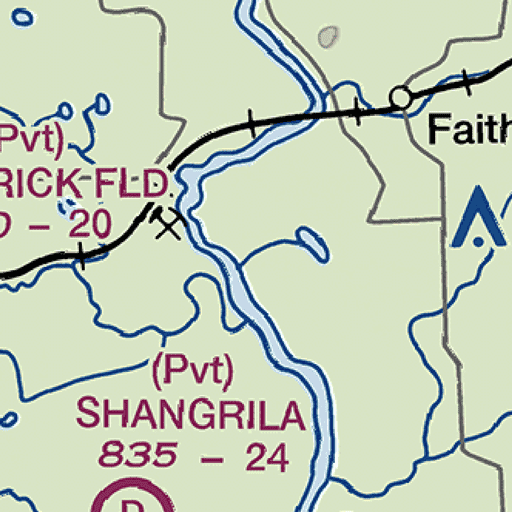 Pvt)
Faith
RICK FLD
– 20
(Pvt)
SHANGRILA
835 – 24
R